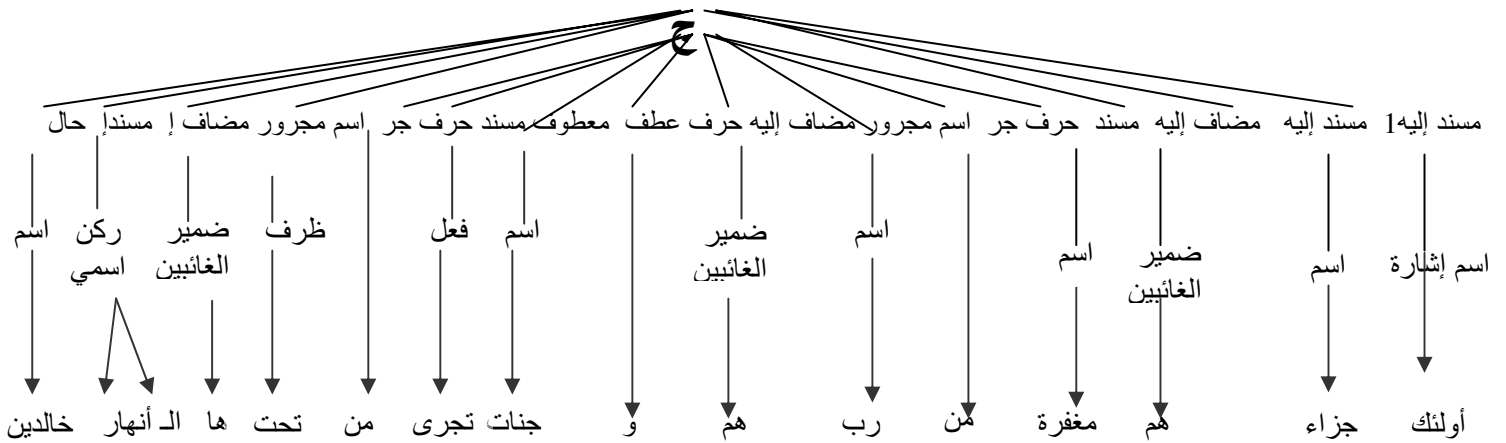 ج
مسند إليه1 مسند إليه مضاف إليه مسند حرف جر اسم مجرور مضاف إليه حرف عطف معطوف مسند حرف جر اسم مجرور مضاف إ مسندإ حال
اسم إشارة اسم ضمير الغائبين اسم اسم ضمير الغائبين اسم فعل ظرف ضمير الغائبين ركن اسمي اسم
أولئك جزاء هم مغفرة من رب هم و جنات تجرى من تحت ها الـ أنهار خالدين